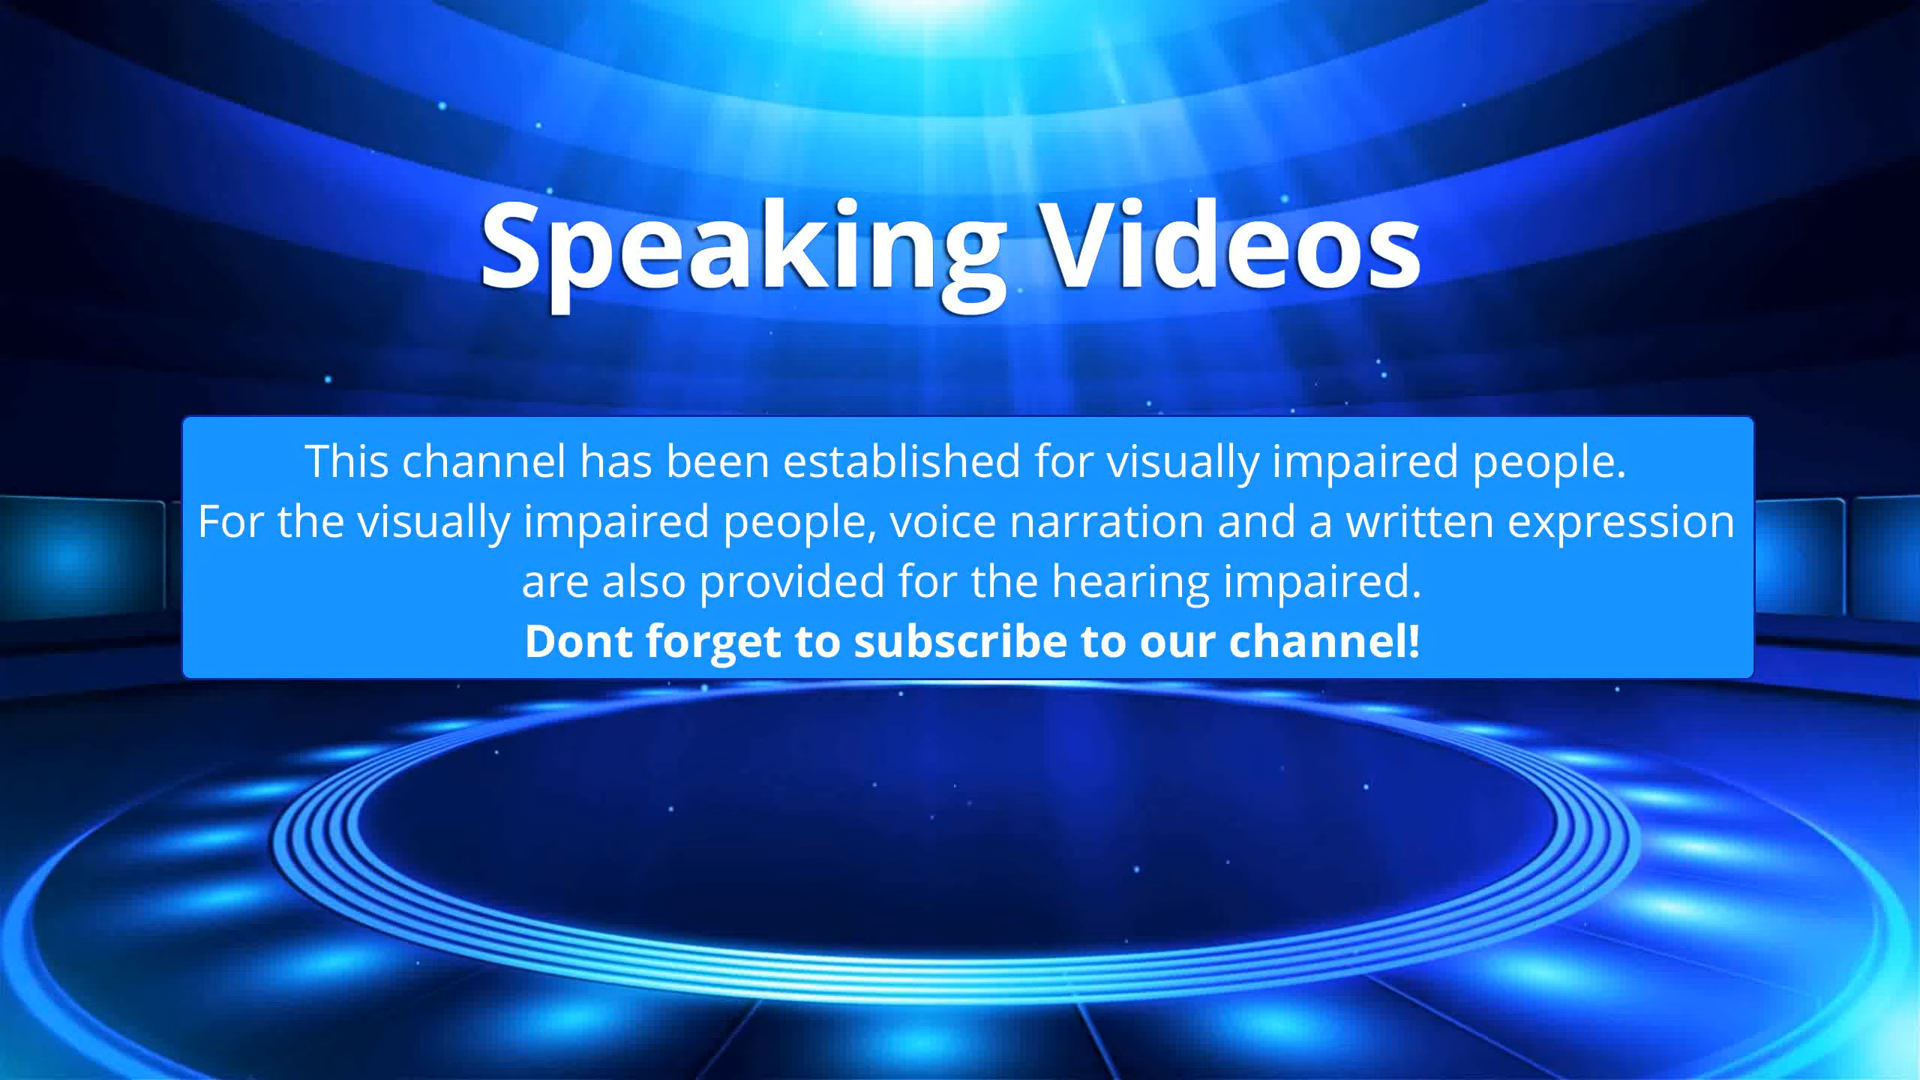 Speaking Videos
This channel has been established for visually impaired people.
For the visually impaired people, voice narration and a written expression
are also provided for the hearing impaired.
Dont forget to subscribe to our channel!